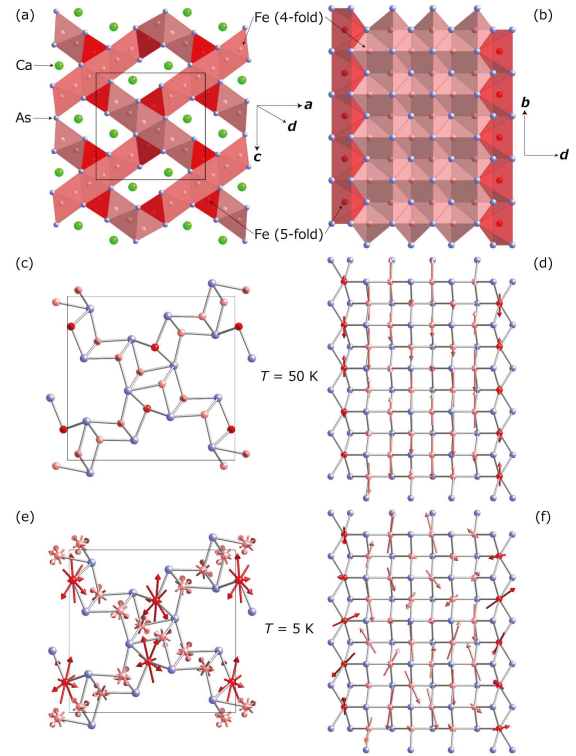 (a)
Fe (4-fold)
(b)
Ca
As
a
d
c
b
d
Fe (5-fold)
(c)
(d)
T = 50 K
(e)
(f)
T = 5 K